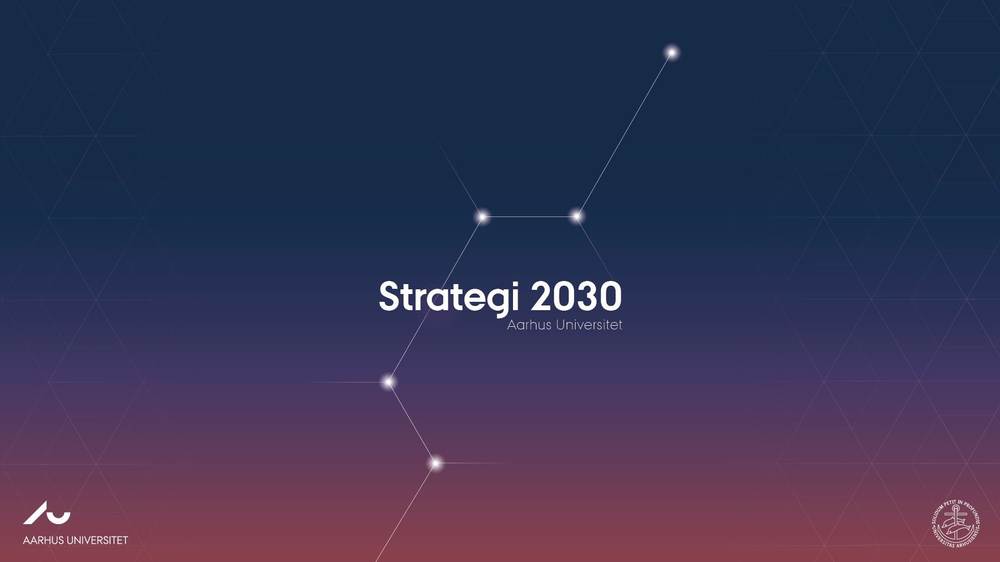 Strategi 2030
Aarhus Universitet
AARHUS UNIVERSITET
SOLIDUM PETIT IN PROFUNDIS
UNIVERSITAS ARHUSIENSIS